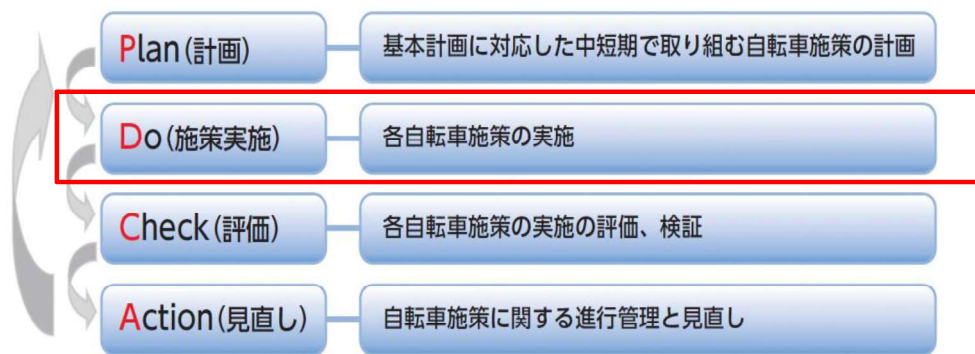 Plan(計画) 基本計画に対応した中短期で取り組む自転車施策の計画
Do(施策実施) 各自転車施策の実施
Check(評価) 各自転車施策の実施の評価、検証
Action(見直し) 自転車施策に関する進行管理と見直し